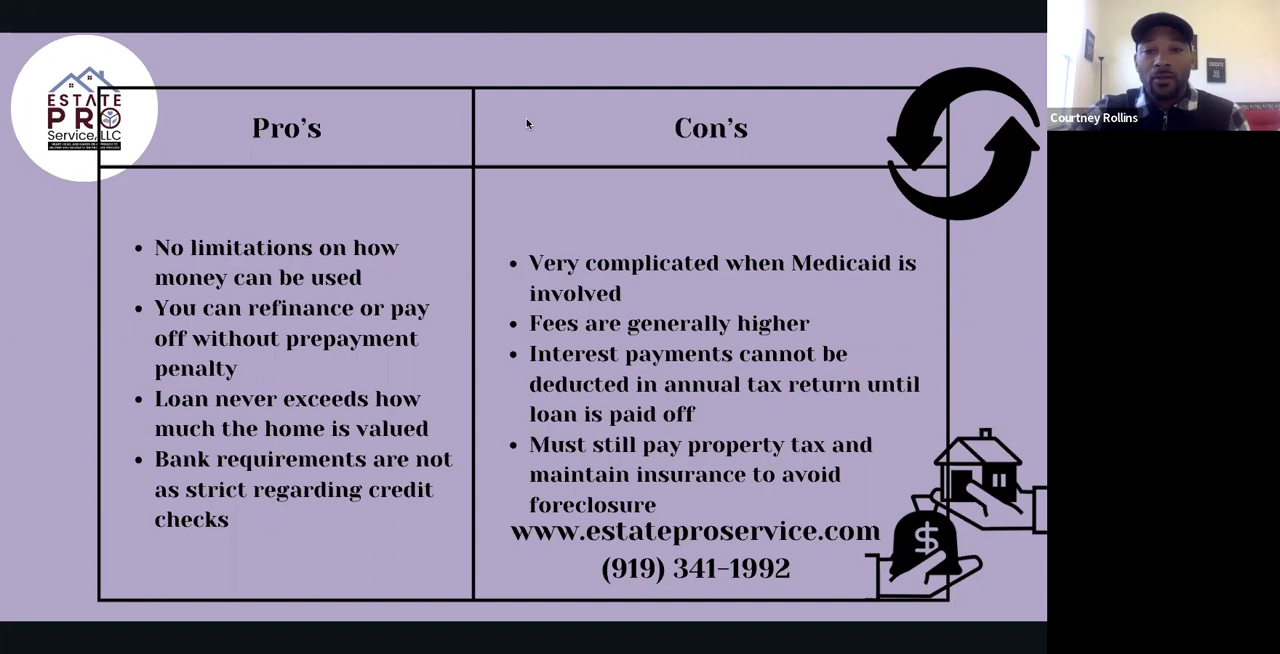 ESTATE
PRO
Service, LLC
Pro's
Con's
No limitations on how
money can be used
You can refinance or pay
off without prepayment
penalty
Loan never exceeds how
much the home is valued
Bank requirements are not
as strict regarding credit
checks
Very complicated when Medicaid is
involved
Fees are generally higher
Interest payments cannot be
deducted in annual tax return until
loan is paid off
Must still pay property tax and
maintain insurance to avoid
foreclosure
www.estateproservice.com
(919) 341-1992
$
Courtney Rollins